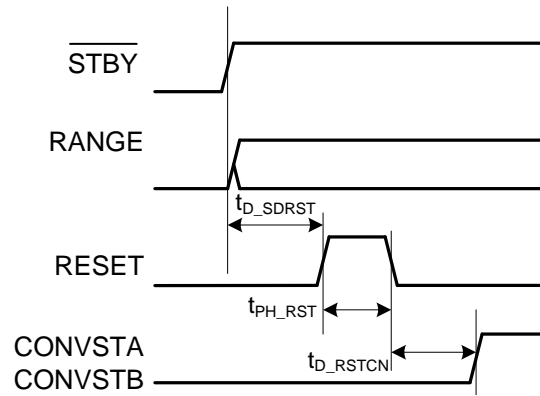 STBY
RANGE
tD_SDRST
RESET
tPH_RST
CONVSTA
tD_RSTCN
CONVSTB